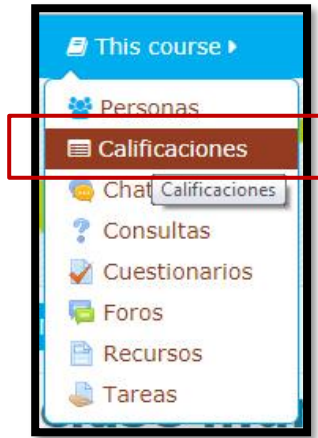 This course
Personas
Calificaciones
Chat
Calificaciones
Consultas
Cuestionarios
Foros
Recursos
Tareas